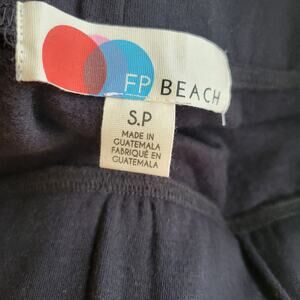 FP BEACH
S.P
MADE IN
GUATEMALA
FABRIQUÉ EN
GUATEMALA